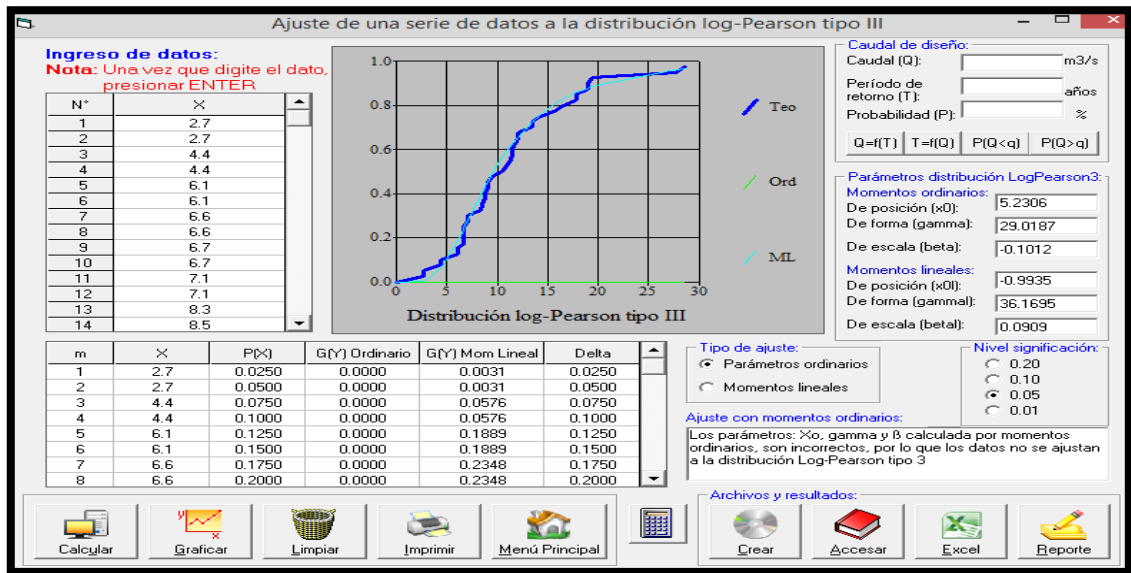 Ajuste de una serie de datos a la distribución log-Pearson tipo III
Ingreso de datos:
Nota: Una vez que digite el dato,
presionar ENTER
N° X
1 2.7
2 2.7
3 4.4
4 4.4
5 6.1
6 6.1
7 6.6
8 6.6
9 6.7
10 6.7
11 7.1
12 7.1
13 8.3
14 8.5
1.0
0.8
0.6
0.4
0.2
0.0
0 5 10 15 20 25 30
Teo
Ord
ML
Distribución log-Pearson tipo III
Caudal de diseño:
Caudal (Q): m3/s
Período de
retorno (T): años
Probabilidad (P): %
Q=f(T) T=f(Q) P(Q<q) P(Q>q)
Parámetros distribución LogPearson3:
Momentos ordinarios:
De posición (x0): 5.2306
De forma (gamma): 29.0187
De escala (beta): -0.1012
Momentos lineales:
De posición (x0l): -0.9935
De forma (gammal): 36.1695
De escala (betal): 0.0909
m X P(X) G(Y) Ordinario G(Y) Mom Lineal Delta
1 2.7 0.0250 0.0000 0.0031 0.0250
2 2.7 0.0500 0.0000 0.0031 0.0500
3 4.4 0.0750 0.0000 0.0576 0.0750
4 4.4 0.1000 0.0000 0.0576 0.1000
5 6.1 0.1250 0.0000 0.1889 0.1250
6 6.1 0.1500 0.0000 0.1889 0.1500
7 6.6 0.1750 0.0000 0.2348 0.1750
8 6.6 0.2000 0.0000 0.2348 0.2000
Tipo de ajuste:
Parámetros ordinarios
Momentos lineales
Nivel significación:
0.20
0.10
0.05
0.01
Ajuste con momentos ordinarios:
Los parámetros: Xo, gamma y ß calculada por momentos
ordinarios, son incorrectos, por lo que los datos no se ajustan
a la distribución Log-Pearson tipo 3
Calcular Graficar Limpiar Imprimir Menú Principal
Archivos y resultados:
Crear Accesar Excel Reporte